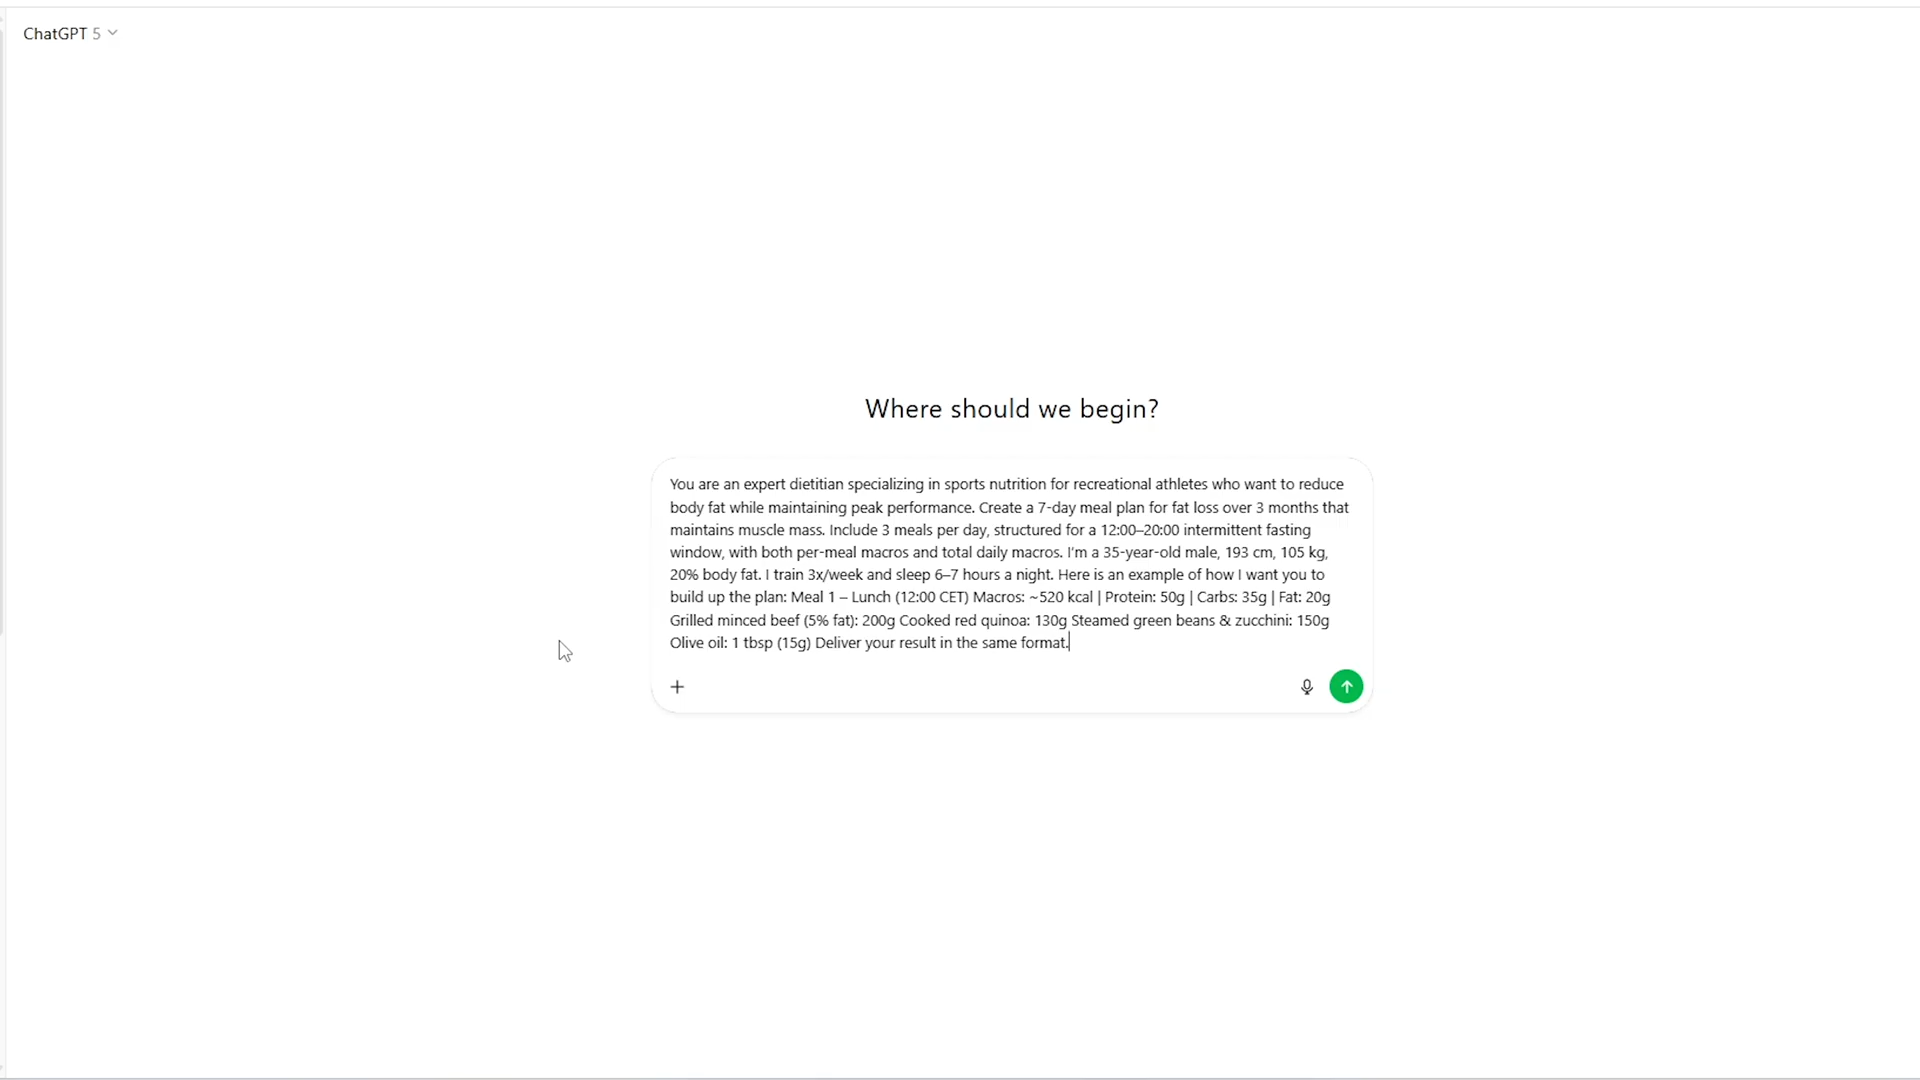 ChatGPT 5
Where should we begin?
You are an expert dietitian specializing in sports nutrition for recreational athletes who want to reduce
body fat while maintaining peak performance. Create a 7-day meal plan for fat loss over 3 months that
maintains muscle mass. Include 3 meals per day, structured for a 12:00–20:00 intermittent fasting
window, with both per-meal macros and total daily macros. I'm a 35-year-old male, 193 cm, 105 kg,
20% body fat. I train 3x/week and sleep 6–7 hours a night. Here is an example of how I want you to
build up the plan: Meal 1 – Lunch (12:00 CET) Macros: ~520 kcal | Protein: 50g | Carbs: 35g | Fat: 20g
Grilled minced beef (5% fat): 200g Cooked red quinoa: 130g Steamed green beans & zucchini: 150g
Olive oil: 1 tbsp (15g) Deliver your result in the same format.